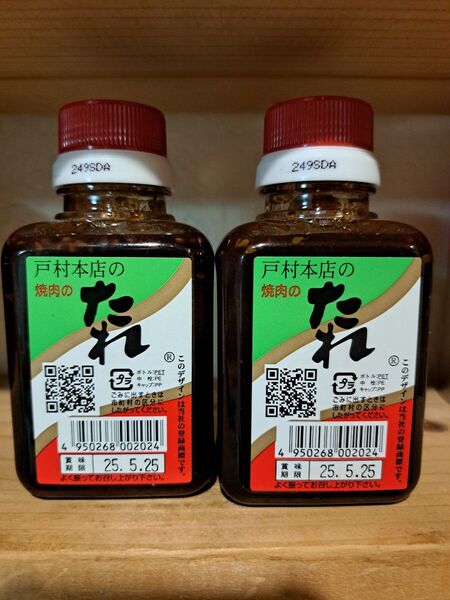 249SDA
戸村本店の
焼肉の
たれ
®
このデザインは当社の登録商標です。
プラ
ボトル:PET
中 栓:PE
キャップ:PP
ごみに出すときは
市町村の区分に
したがってください。
4 950268 002024
賞味
期限
25. 5.25
よく振ってお召し上がり下さい。
249SDA
戸村本店の
焼肉の
たれ
®
このデザインは当社の登録商標です。
プラ
ボトル:PET
中 栓:PE
キャップ:PP
ごみに出すときは
市町村の区分に
したがってください。
4 950268 002024
賞味
期限
25. 5.25
よく振ってお召し上がり下さい。